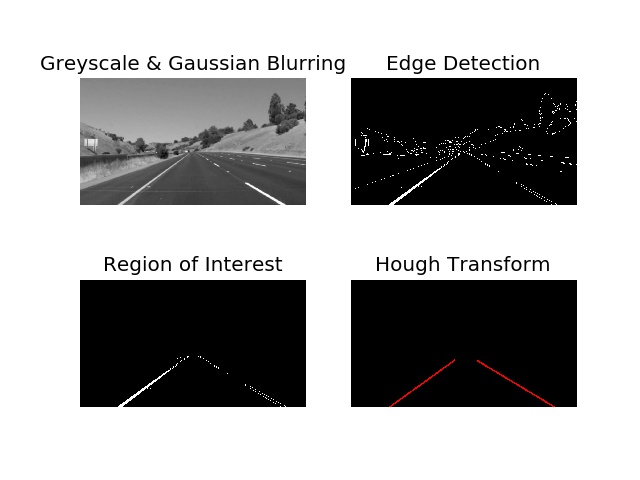 Greyscale & Gaussian Blurring
Edge Detection
Region of Interest
Hough Transform